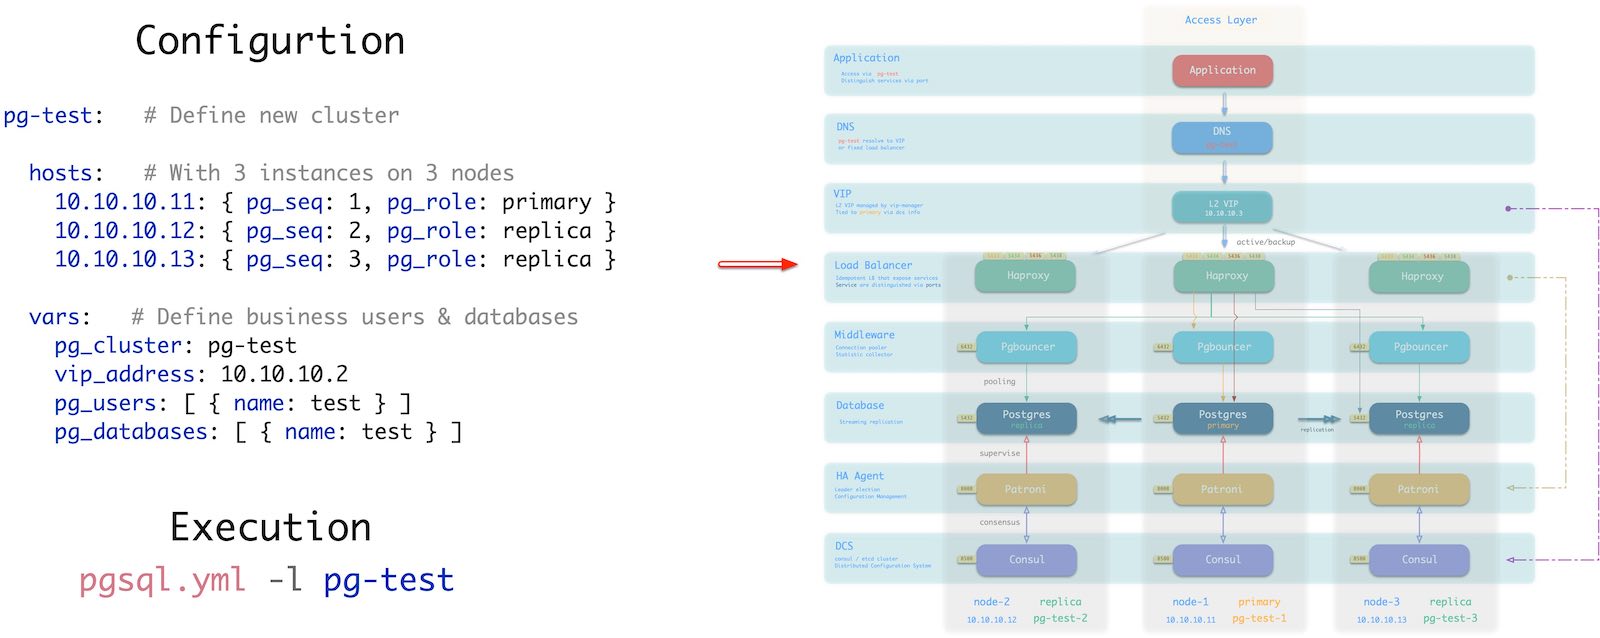 Configurtion
pg-test:   # Define new cluster
hosts:   # With 3 instances on 3 nodes
10.10.10.11: { pg_seq: 1, pg_role: primary }
10.10.10.12: { pg_seq: 2, pg_role: replica }
10.10.10.13: { pg_seq: 3, pg_role: replica }
vars:   # Define business users & databases
pg_cluster: pg-test
vip_address: 10.10.10.2
pg_users: [ { name: test } ]
pg_databases: [ { name: test } ]
Execution
pgsql.yml -l pg-test
Access Layer
Application
Access via pg-test
Distinguish services via port
Application
DNS
pg-test resolve to VIP
or fixed load balancer
DNS
pg-test
VIP
L2 VIP managed by vip-manager
Tied to primary via dcs info
L2 VIP
10.10.10.3
active/backup
Load Balancer
Idempotent LB that expose services
Service are distinguished via ports
5433 5434 5436 5438
Haproxy
5433 5434 5436 5438
Haproxy
5433 5434 5436 5438
Haproxy
Middleware
Connection pooler
Statistic collector
6432
Pgbouncer
6432
Pgbouncer
6432
Pgbouncer
pooling
Database
Streaming replication
5432
Postgres
replica
5432
Postgres
primary
replication
5432
Postgres
replica
supervise
HA Agent
Leader election
Configuration Management
8008
Patroni
8008
Patroni
8008
Patroni
consensus
DCS
consul / etcd cluster
Distributed Configuration System
8500
Consul
8500
Consul
8500
Consul
node-2 replica
10.10.10.12 pg-test-2
node-1 primary
10.10.10.11 pg-test-1
node-3 replica
10.10.10.13 pg-test-3